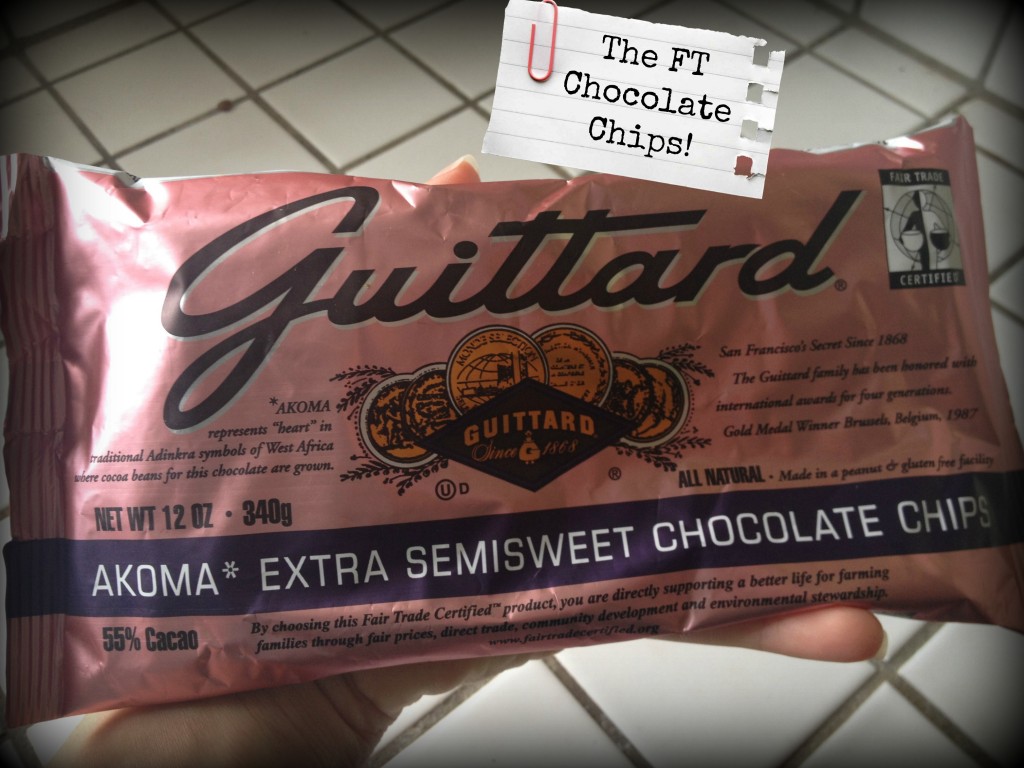 The FT
Chocolate
Chips!
Guittard®
FAIR TRADE
CERTIFIED
*AKOMA
represents "heart" in
traditional Adinkra symbols of West Africa
where cocoa beans for this chocolate are grown.
MONDE SELECTION
GUITTARD
Since G 1868
®
U D
San Francisco's Secret Since 1868
The Guittard family has been honored with
international awards for four generations.
Gold Medal Winner Brussels, Belgium, 1987
ALL NATURAL • Made in a peanut & gluten free facility
NET WT 12 OZ • 340g
AKOMA* EXTRA SEMISWEET CHOCOLATE CHIPS
55% Cacao
By choosing this Fair Trade Certified™ product, you are directly supporting a better life for farming
families through fair prices, direct trade, community development and environmental stewardship.
www.fairtradecertified.org